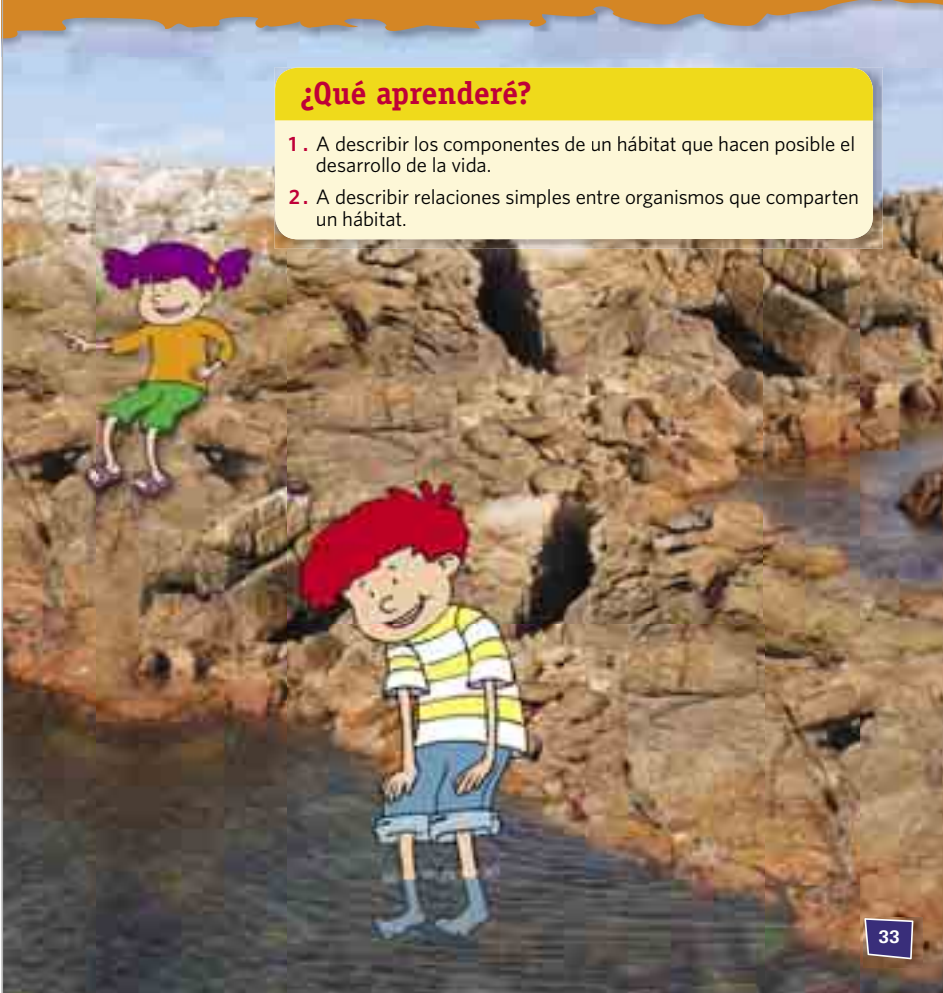 ¿Qué aprenderé?
1. A describir los componentes de un hábitat que hacen posible el
desarrollo de la vida.
2. A describir relaciones simples entre organismos que comparten
un hábitat.
33